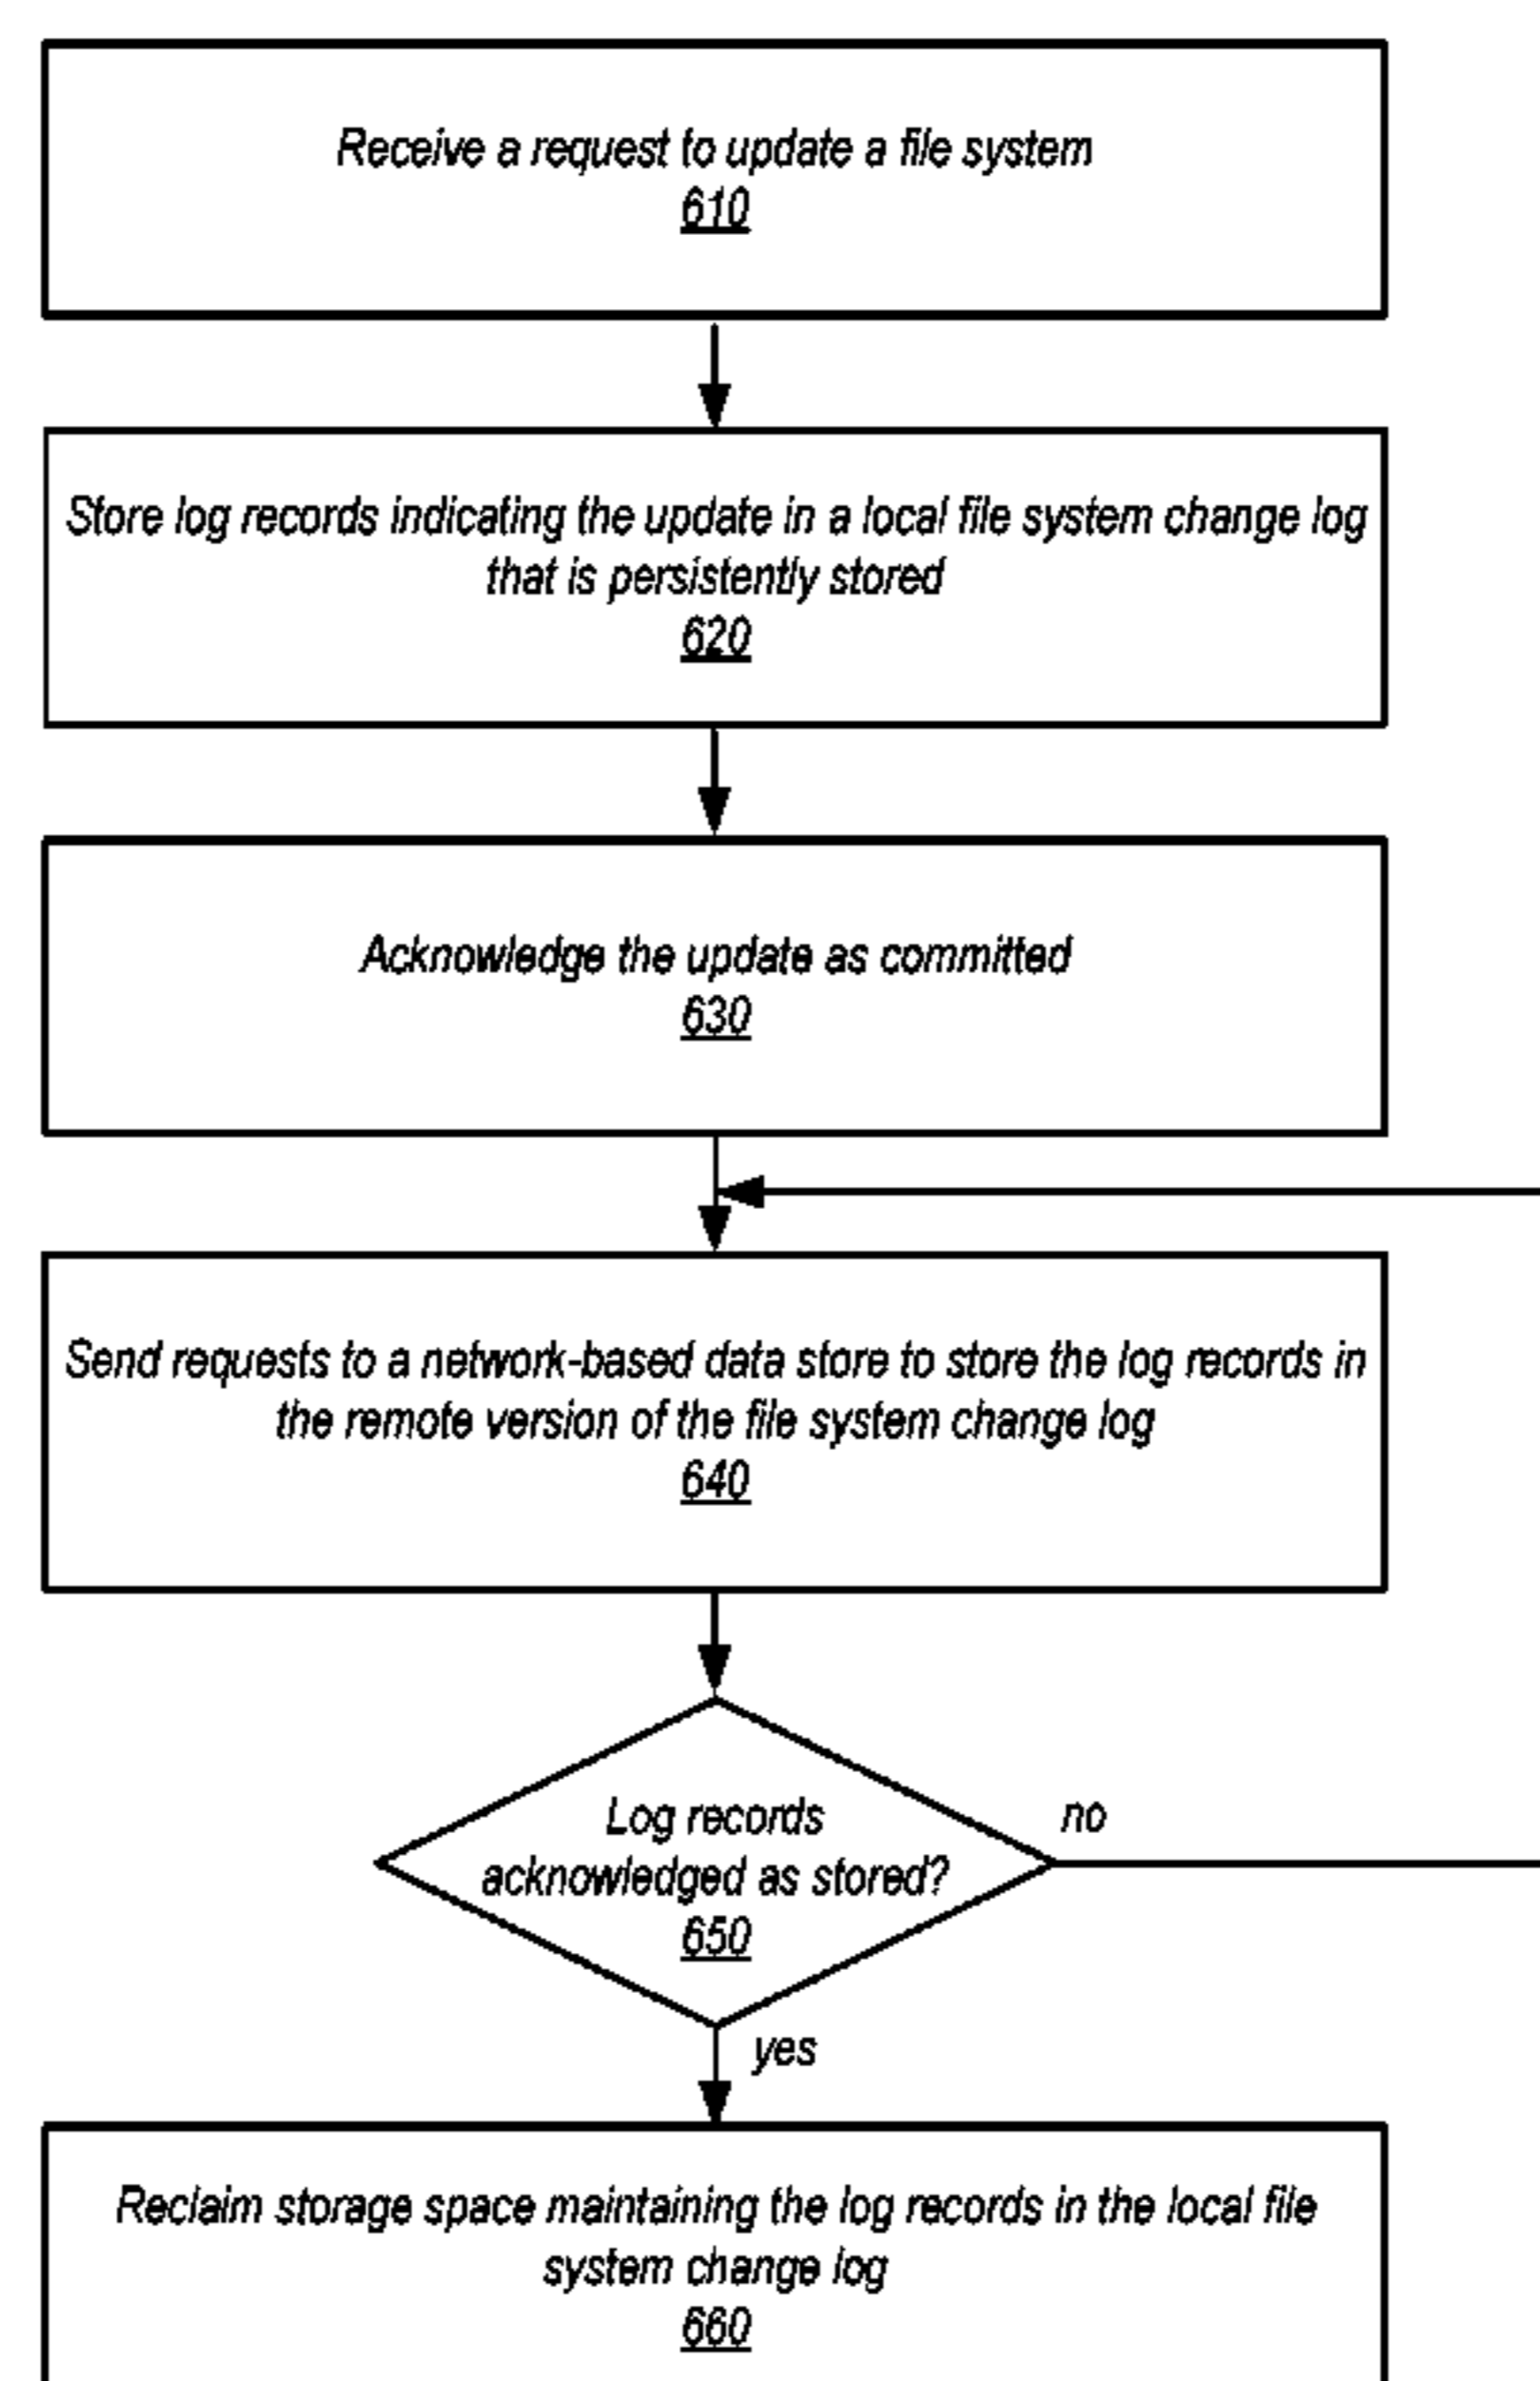 Receive a request to update a file system
610
Store log records indicating the update in a local file system change log
that is persistently stored
620
Acknowledge the update as committed
630
Send requests to a network-based data store to store the log records in
the remote version of the file system change log
640
Log records
acknowledged as stored?
650
no
yes
Reclaim storage space maintaining the log records in the local file
system change log
660